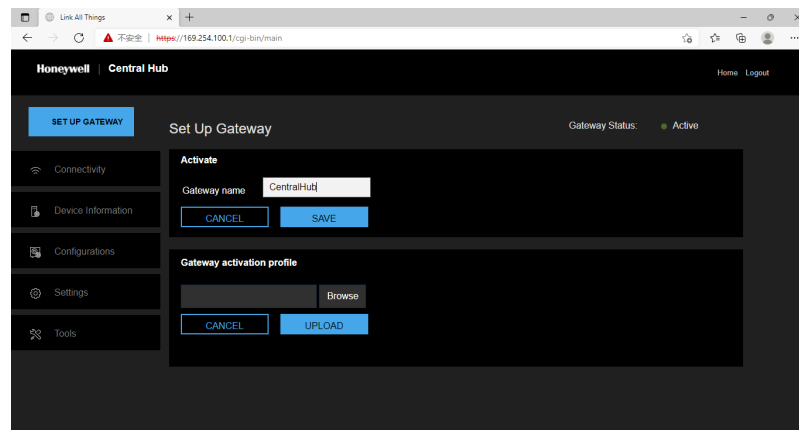 Link All Things
不安全 | https://169.254.100.1/cgi-bin/main
Honeywell | Central Hub
Home Logout
SET UP GATEWAY
Set Up Gateway
Gateway Status: Active
Connectivity
Device Information
Configurations
Settings
Tools
Activate
Gateway name CentralHub
CANCEL SAVE
Gateway activation profile
Browse
CANCEL UPLOAD